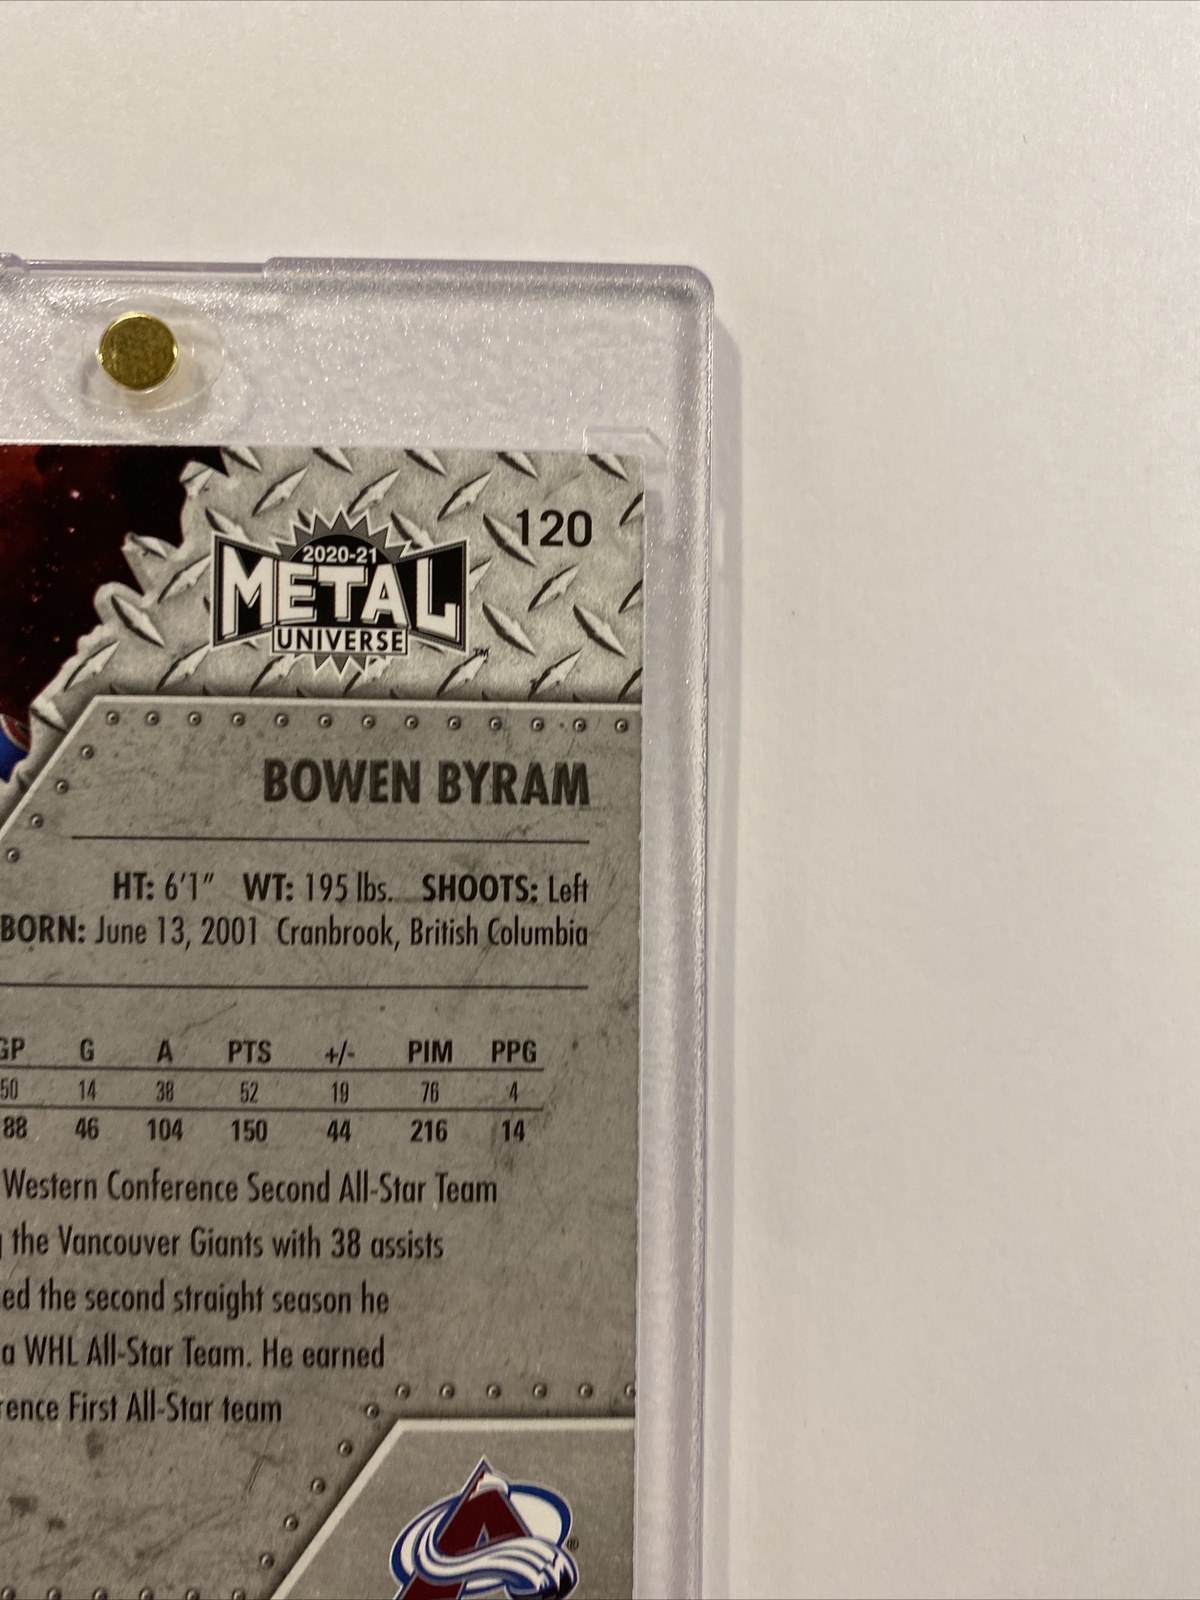 120
2020-21
METAL
UNIVERSE
™
BOWEN BYRAM
HT: 6'1" WT: 195 lbs. SHOOTS: Left
BORN: June 13, 2001 Cranbrook, British Columbia
GP G A PTS +/- PIM PPG
50 14 38 52 19 76 4
88 46 104 150 44 216 14
Western Conference Second All-Star Team
the Vancouver Giants with 38 assists
ed the second straight season he
a WHL All-Star Team. He earned
rence First All-Star team
®